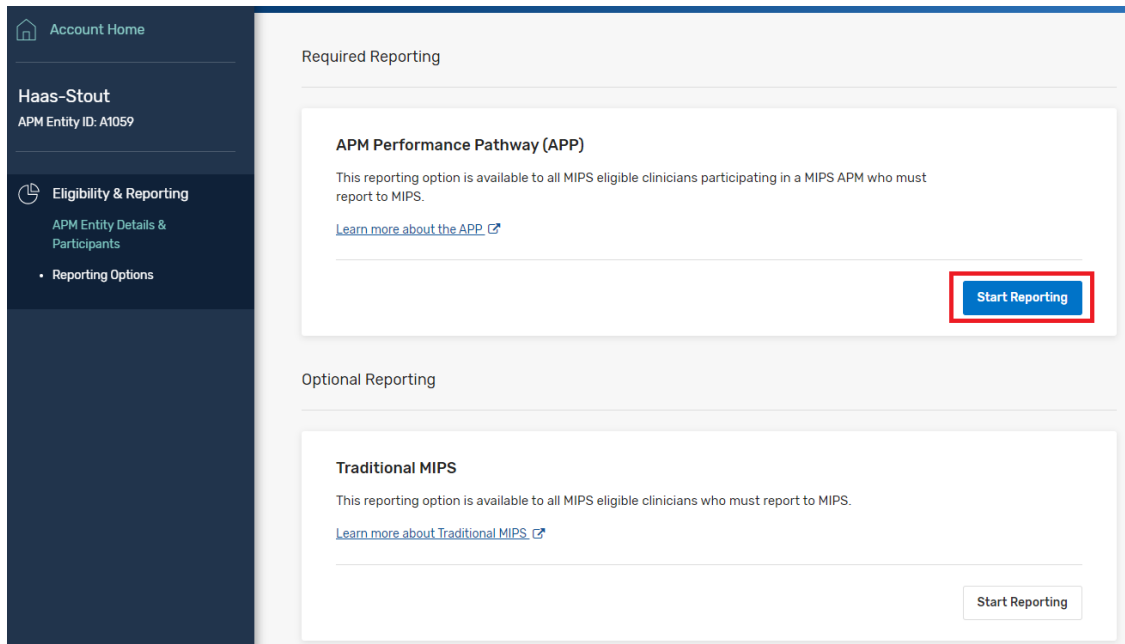 Account Home
Haas-Stout
APM Entity ID: A1059
Eligibility & Reporting
APM Entity Details &
Participants
• Reporting Options
Required Reporting
APM Performance Pathway (APP)
This reporting option is available to all MIPS eligible clinicians participating in a MIPS APM who must
report to MIPS.
Learn more about the APP
Start Reporting
Optional Reporting
Traditional MIPS
This reporting option is available to all MIPS eligible clinicians who must report to MIPS.
Learn more about Traditional MIPS
Start Reporting